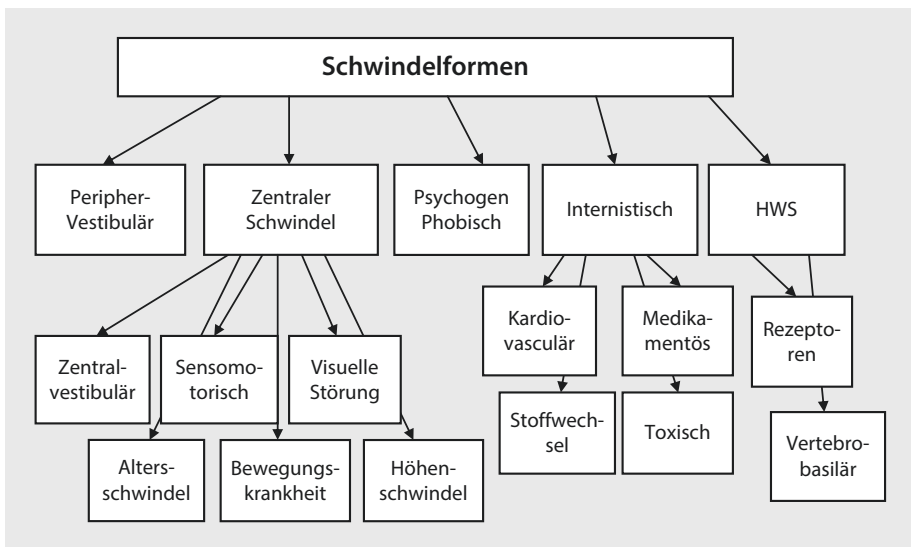 Schwindelformen
Peripher-
Vestibulär
Zentraler
Schwindel
Psychogen
Phobisch
Internistisch
HWS
Kardio-
vasculär
Medika-
mentös
Rezepto-
ren
Zentral-
vestibulär
Sensomo-
torisch
Visuelle
Störung
Stoffwech-
sel
Toxisch
Vertebro-
basilär
Alters-
schwindel
Bewegungs-
krankheit
Höhen-
schwindel